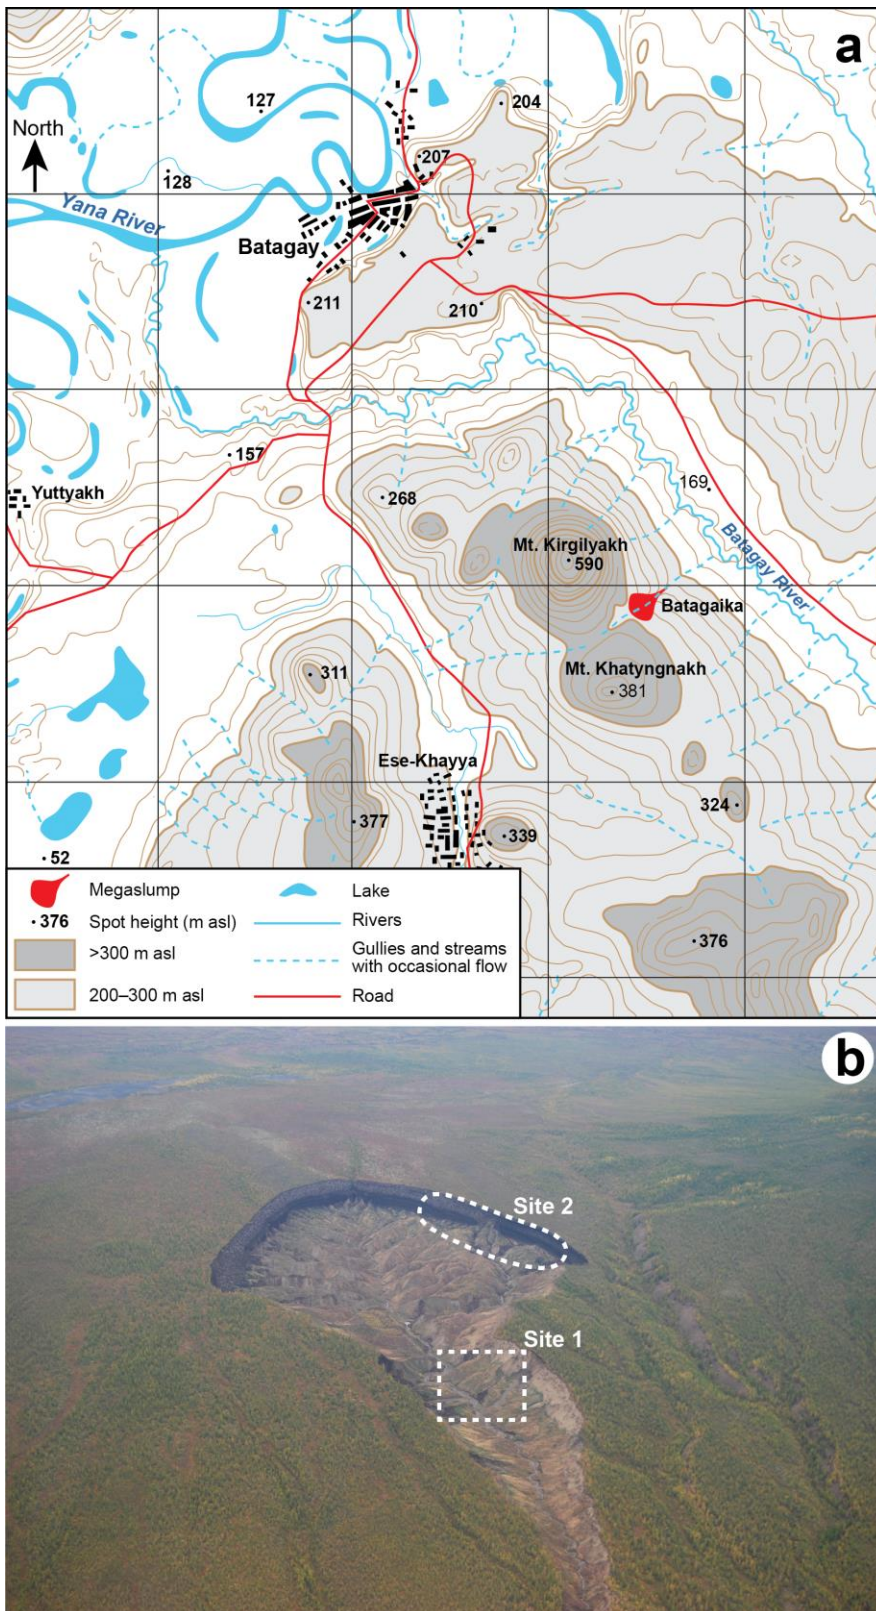 a
127
204
North
207
128
Yana River
Batagay
211
210
157
169
Yuttyakh
268
Mt. Kirgilyakh
590
Batagay River
Batagaika
Mt. Khatyngnakh
311
381
Ese-Khayya
324
377
339
52
376
Megaslump
376 Spot height (m asl)
>300 m asl
200–300 m asl
Lake
Rivers
Gullies and streams
with occasional flow
Road
b
Site 2
Site 1